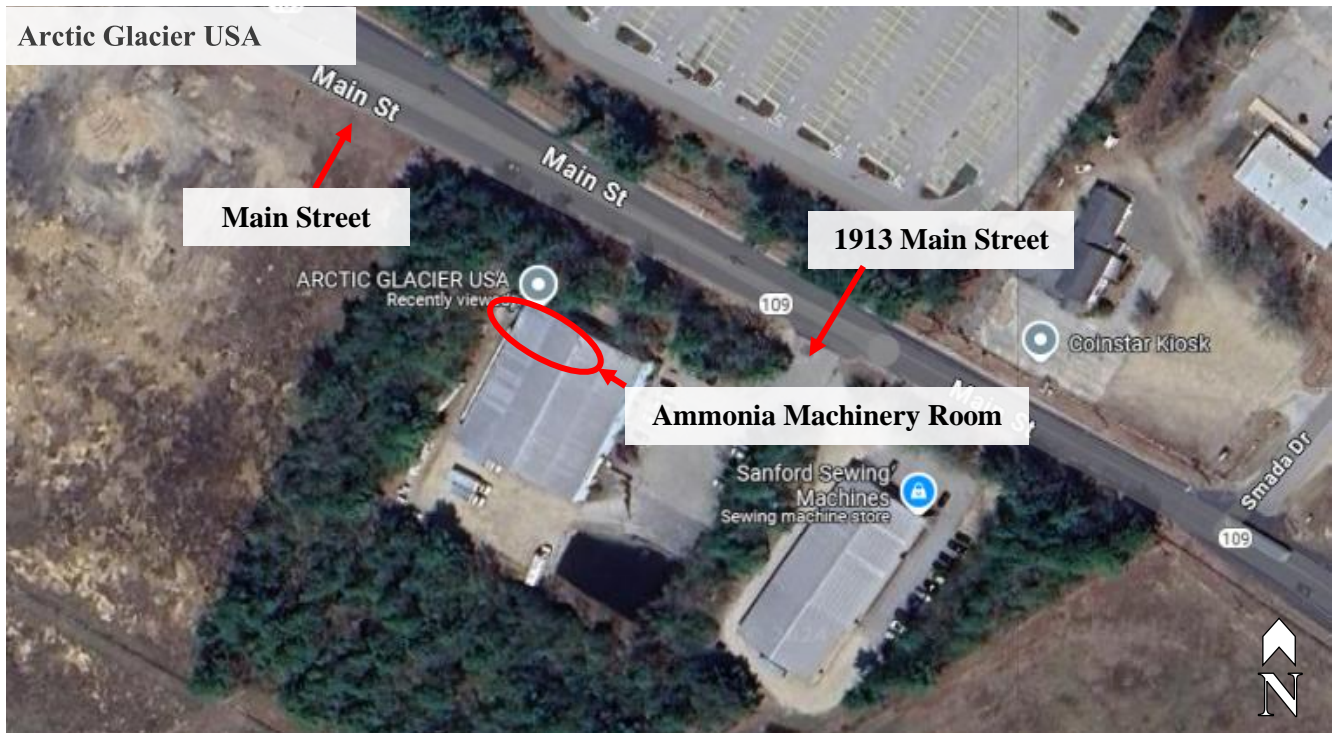 Arctic Glacier USA
Main St
Main Street
Main St
1913 Main Street
ARCTIC GLACIER USA
Recently viewed
109
Coinstar Kiosk
Ammonia Machinery Room
Main St
Sanford Sewing
Machines
Sewing machine store
Smada Dr
109
N